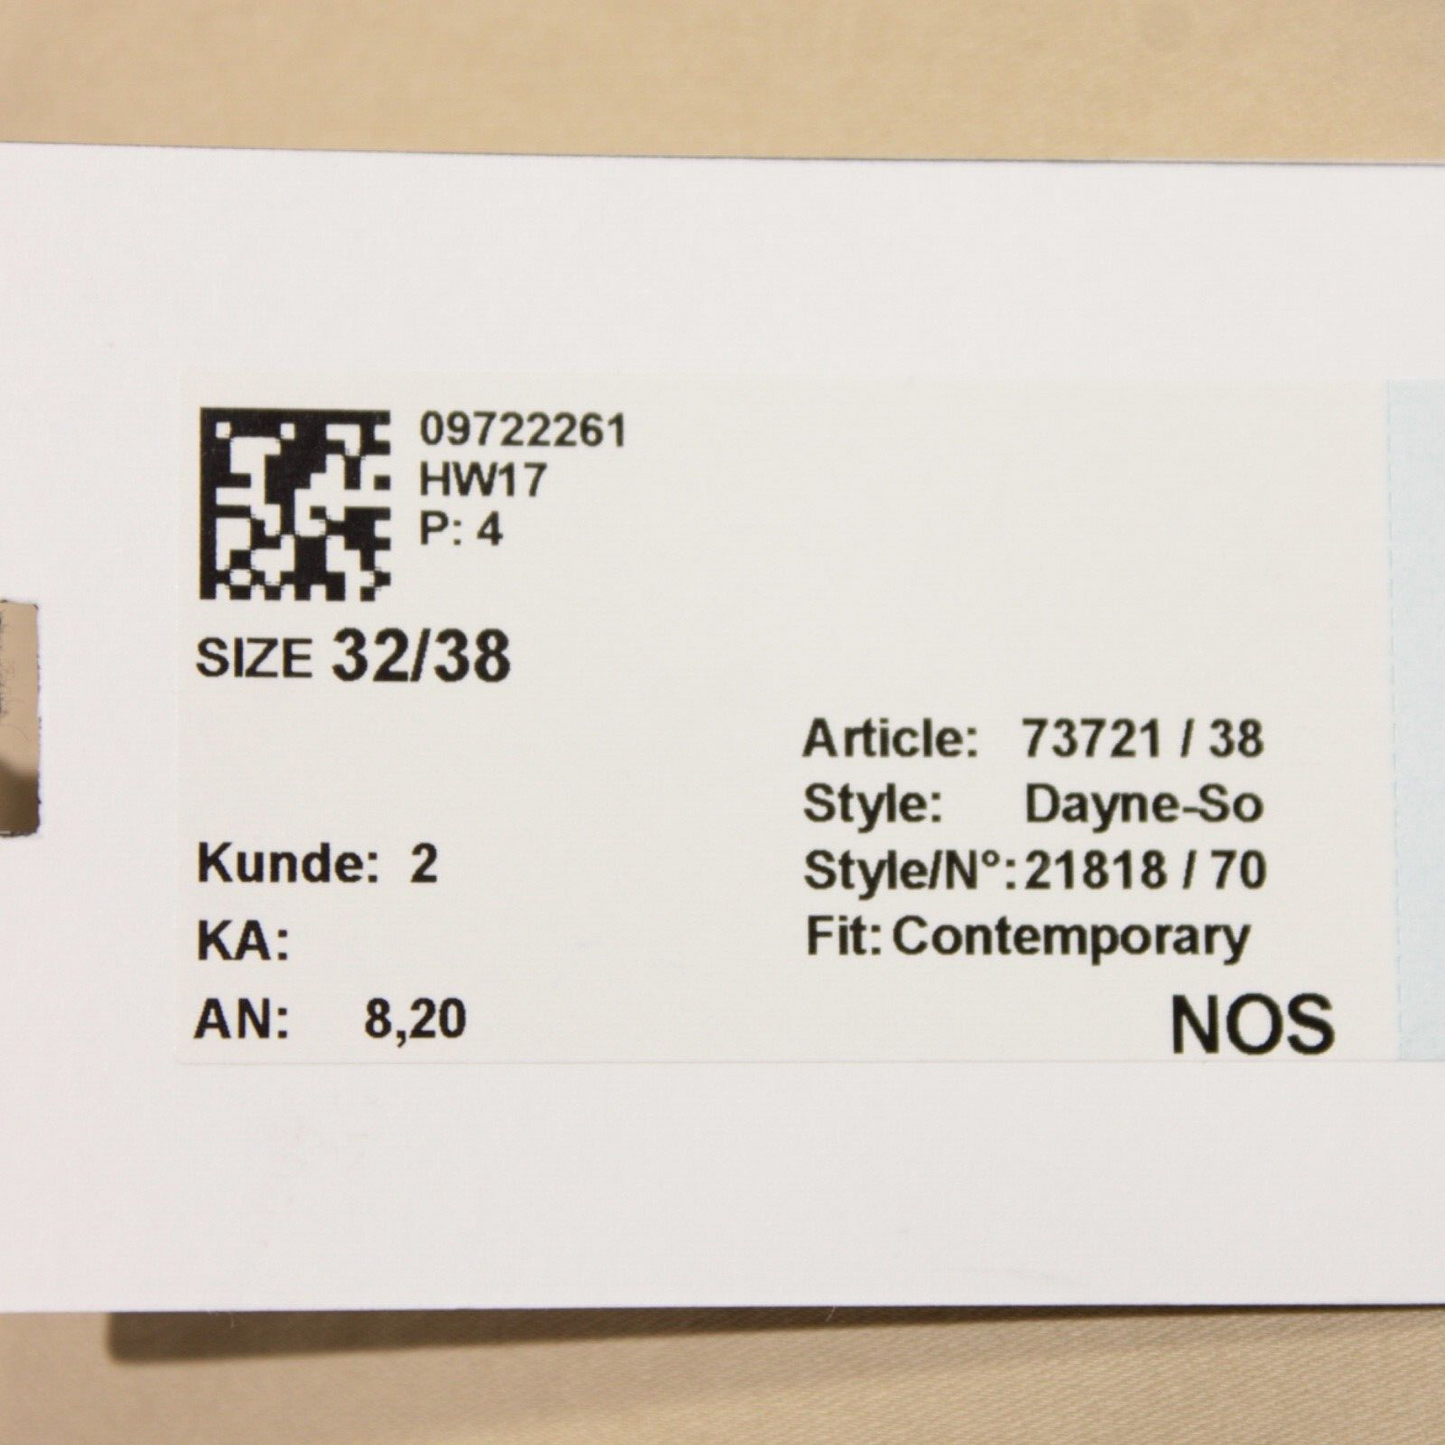 09722261
HW17
P: 4
SIZE 32/38
Article: 73721 / 38
Style: Dayne-So
Style/N°: 21818 / 70
Fit: Contemporary
Kunde: 2
KA:
AN: 8,20
NOS